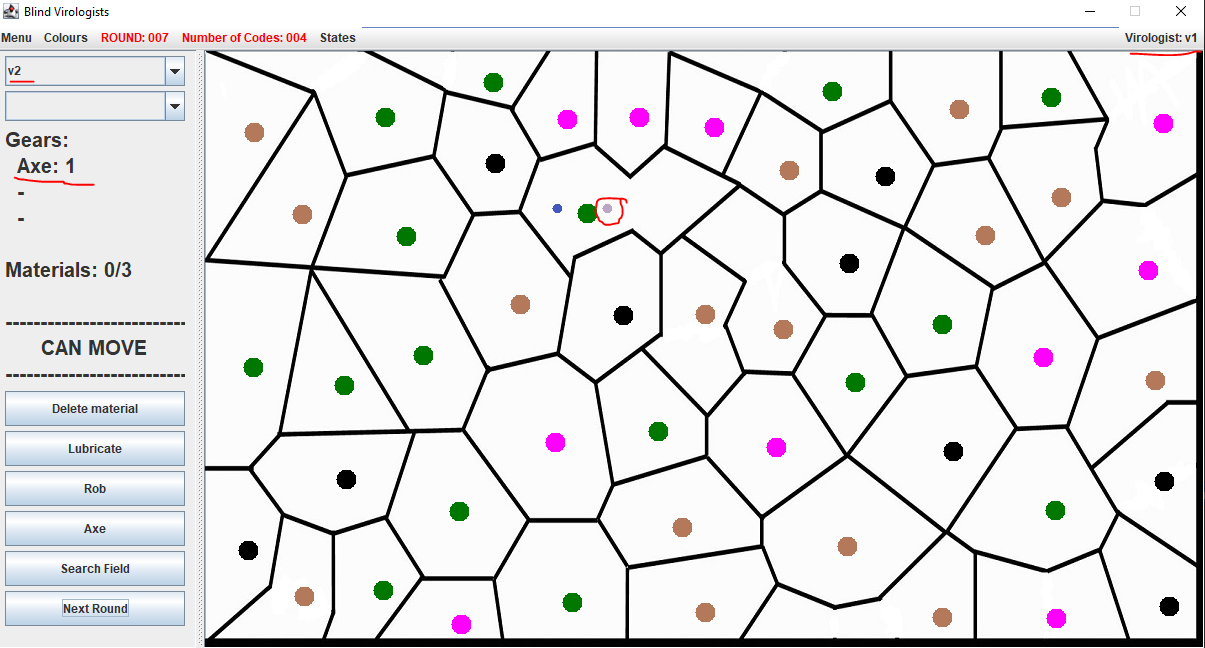 Blind Virologists
Menu Colours ROUND: 007 Number of Codes: 004 States Virologist: v1
v2
Gears:
Axe: 1
-
-
Materials: 0/3
--------------------------
CAN MOVE
--------------------------
Delete material
Lubricate
Rob
Axe
Search Field
Next Round